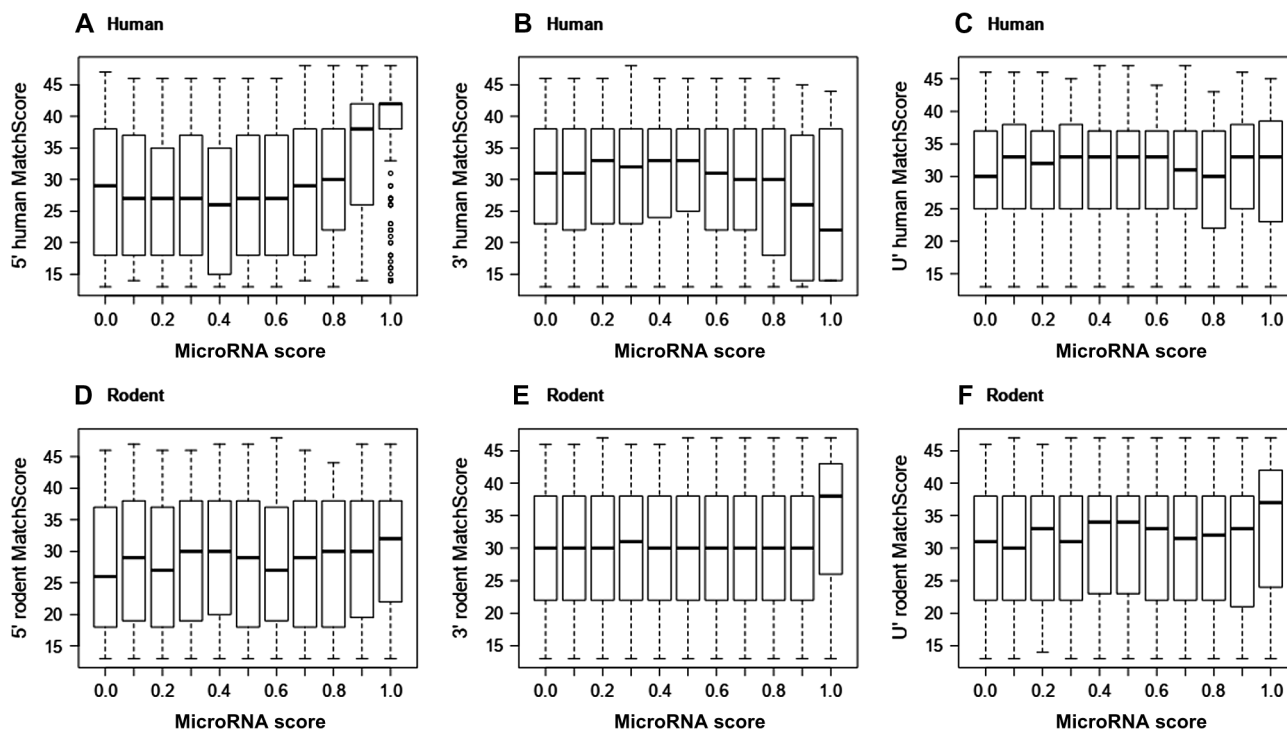 A Human
5' human MatchScore
45
40
35
30
25
20
15
0.0 0.2 0.4 0.6 0.8 1.0
MicroRNA score
B Human
3' human MatchScore
45
40
35
30
25
20
15
0.0 0.2 0.4 0.6 0.8 1.0
MicroRNA score
C Human
U' human MatchScore
45
40
35
30
25
20
15
0.0 0.2 0.4 0.6 0.8 1.0
MicroRNA score
D Rodent
5' rodent MatchScore
45
40
35
30
25
20
15
0.0 0.2 0.4 0.6 0.8 1.0
MicroRNA score
E Rodent
3' rodent MatchScore
45
40
35
30
25
20
15
0.0 0.2 0.4 0.6 0.8 1.0
MicroRNA score
F Rodent
U' rodent MatchScore
45
40
35
30
25
20
15
0.0 0.2 0.4 0.6 0.8 1.0
MicroRNA score